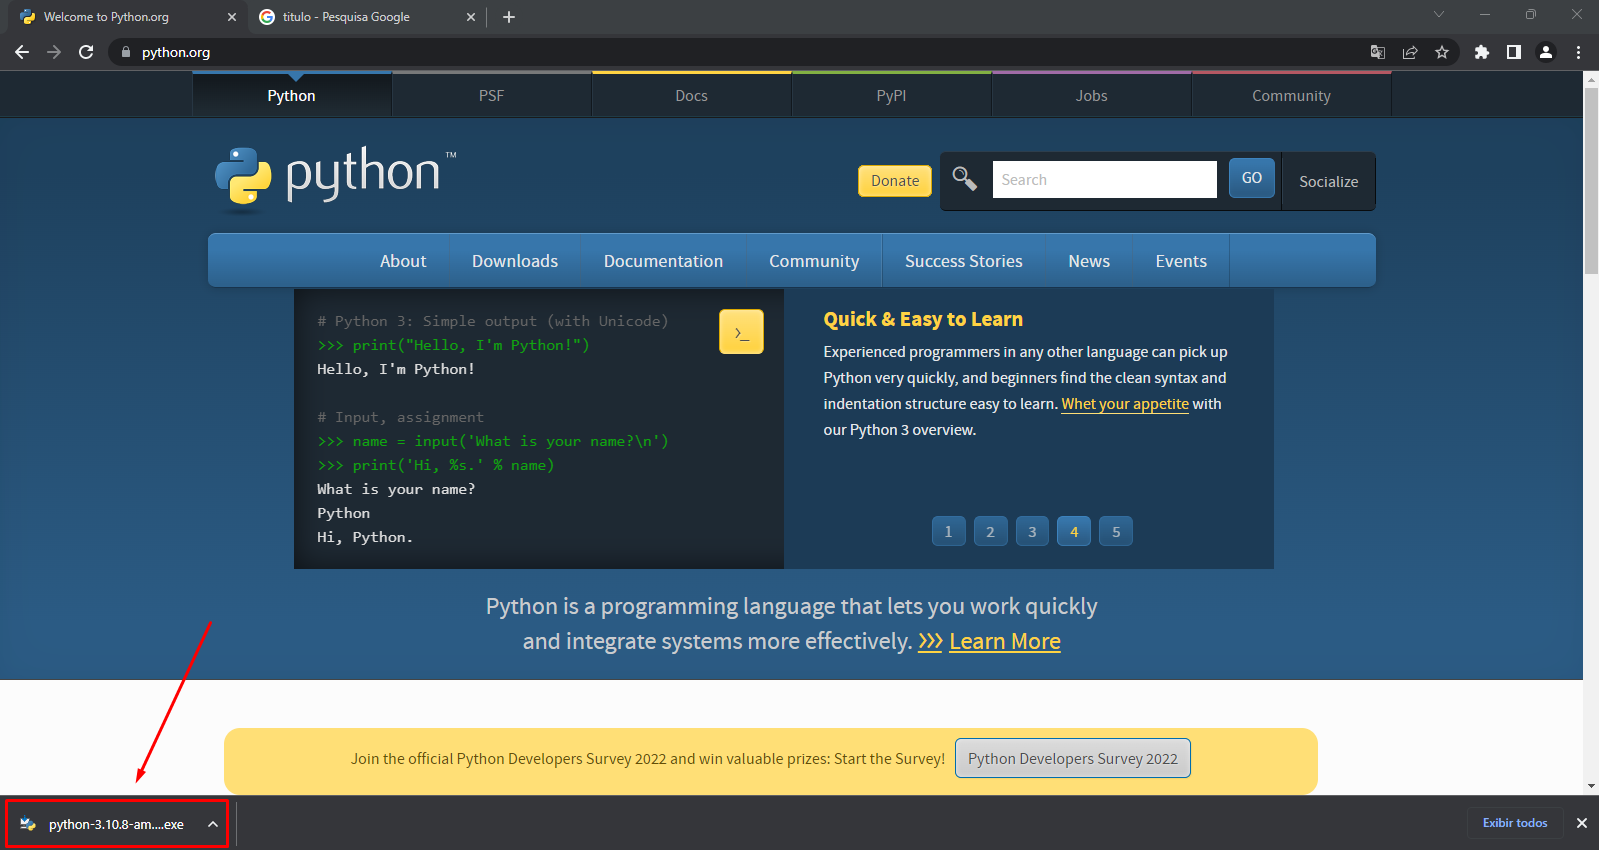 Welcome to Python.org
titulo - Pesquisa Google
python.org
Python PSF Docs PyPI Jobs Community
python™
Donate Search GO Socialize
About Downloads Documentation Community Success Stories News Events
# Python 3: Simple output (with Unicode)
>>> print("Hello, I'm Python!")
Hello, I'm Python!
# Input, assignment
>>> name = input('What is your name?\n')
>>> print('Hi, %s.' % name)
What is your name?
Python
Hi, Python.
>_
Quick & Easy to Learn
Experienced programmers in any other language can pick up
Python very quickly, and beginners find the clean syntax and
indentation structure easy to learn. Whet your appetite with
our Python 3 overview.
1 2 3 4 5
Python is a programming language that lets you work quickly
and integrate systems more effectively. >>> Learn More
Join the official Python Developers Survey 2022 and win valuable prizes: Start the Survey! Python Developers Survey 2022
python-3.10.8-am....exe
Exibir todos